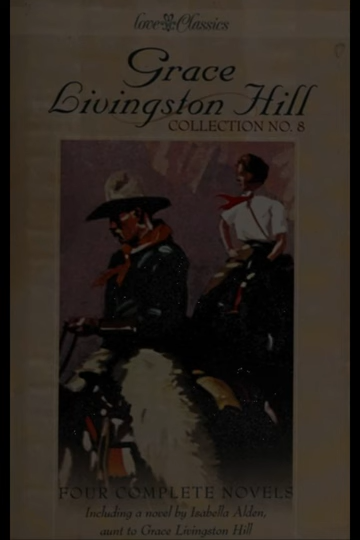 love Classics
Grace
Livingston Hill
COLLECTION NO. 8
FOUR COMPLETE NOVELS
Including a novel by Isabella Alden,
aunt to Grace Livingston Hill